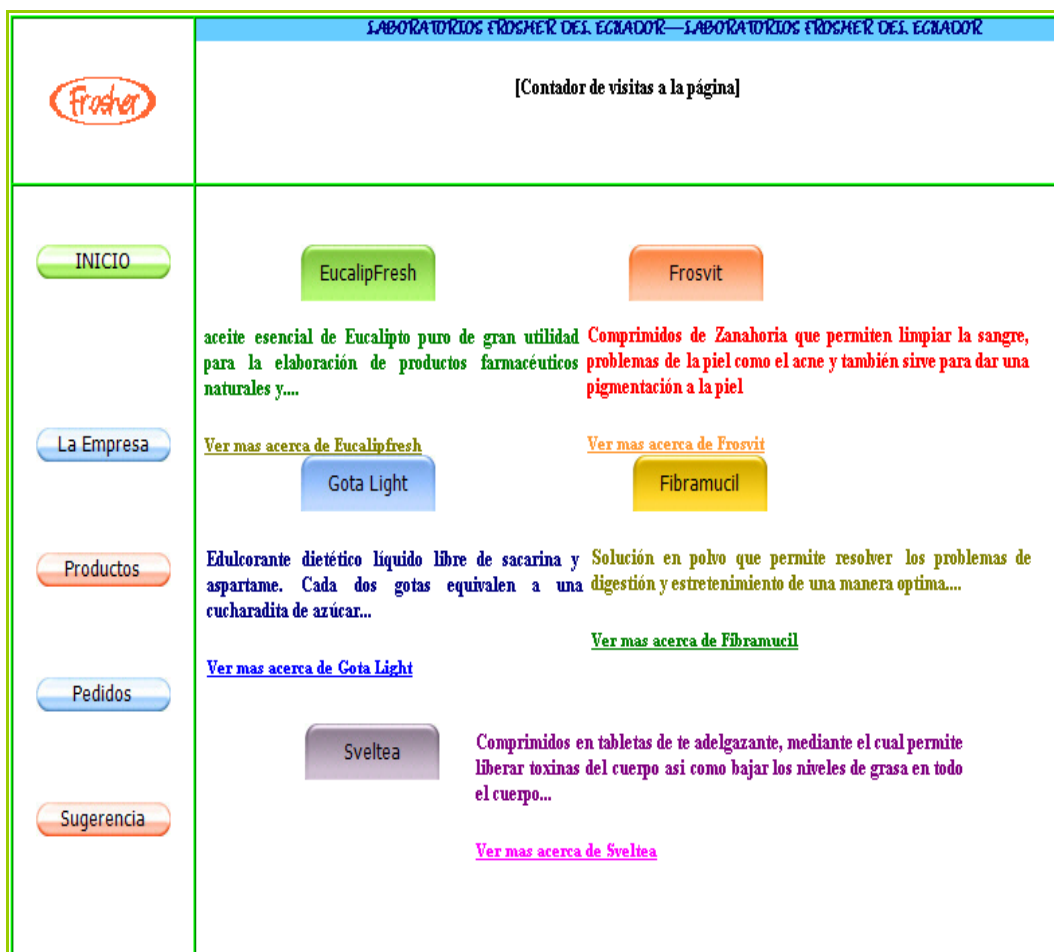 LABORATORIOS FROSHER DEL ECUADOR—LABORATORIOS FROSHER DEL ECUADOR
Frosher
[Contador de visitas a la página]
INICIO
La Empresa
Productos
Pedidos
Sugerencia
EucalipFresh
aceite esencial de Eucalipto puro de gran utilidad
para la elaboración de productos farmacéuticos
naturales y....
Ver mas acerca de Eucalipfresh
Frosvit
Comprimidos de Zanahoria que permiten limpiar la sangre,
problemas de la piel como el acne y también sirve para dar una
pigmentación a la piel
Ver mas acerca de Frosvit
Gota Light
Edulcorante dietético líquido libre de sacarina y
aspartame. Cada dos gotas equivalen a una
cucharadita de azúcar...
Ver mas acerca de Gota Light
Fibramucil
Solución en polvo que permite resolver los problemas de
digestión y estretenimiento de una manera optima....
Ver mas acerca de Fibramucil
Sveltea
Comprimidos en tabletas de te adelgazante, mediante el cual permite
liberar toxinas del cuerpo asi como bajar los niveles de grasa en todo
el cuerpo...
Ver mas acerca de Sveltea